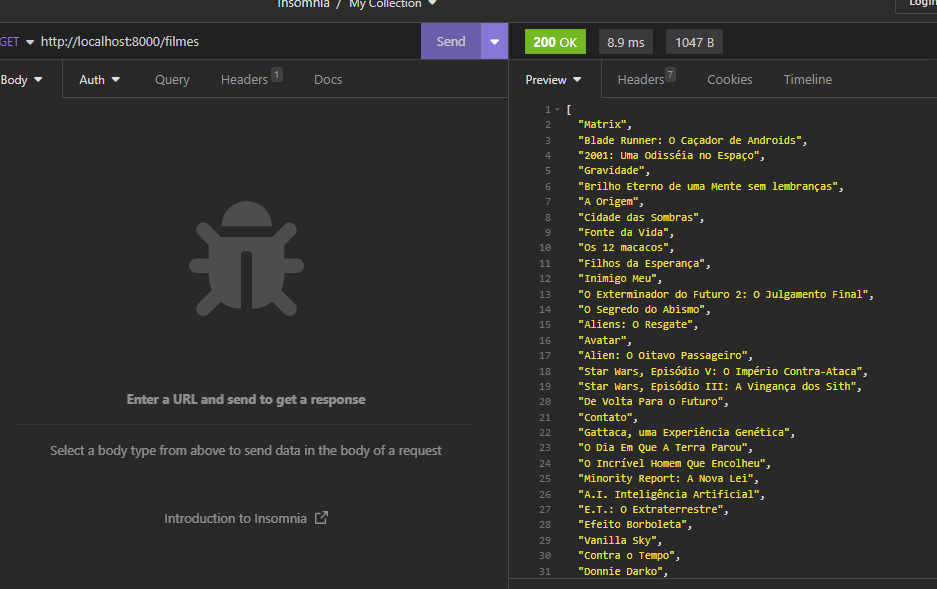 Insomnia / My Collection
Login
GET http://localhost:8000/filmes
Send
200 OK
8.9 ms
1047 B
Body
Auth
Query
Headers 1
Docs
Preview
Headers 7
Cookies
Timeline
Enter a URL and send to get a response
Select a body type from above to send data in the body of a request
Introduction to Insomnia
1 [
2 "Matrix",
3 "Blade Runner: O Caçador de Androids",
4 "2001: Uma Odisséia no Espaço",
5 "Gravidade",
6 "Brilho Eterno de uma Mente sem lembranças",
7 "A Origem",
8 "Cidade das Sombras",
9 "Fonte da Vida",
10 "Os 12 macacos",
11 "Filhos da Esperança",
12 "Inimigo Meu",
13 "O Exterminador do Futuro 2: O Julgamento Final",
14 "O Segredo do Abismo",
15 "Aliens: O Resgate",
16 "Avatar",
17 "Alien: O Oitavo Passageiro",
18 "Star Wars, Episódio V: O Império Contra-Ataca",
19 "Star Wars, Episódio III: A Vingança dos Sith",
20 "De Volta Para o Futuro",
21 "Contato",
22 "Gattaca, uma Experiência Genética",
23 "O Dia Em Que A Terra Parou",
24 "O Incrível Homem Que Encolheu",
25 "Minority Report: A Nova Lei",
26 "A.I. Inteligência Artificial",
27 "E.T.: O Extraterrestre",
28 "Efeito Borboleta",
29 "Vanilla Sky",
30 "Contra o Tempo",
31 "Donnie Darko",